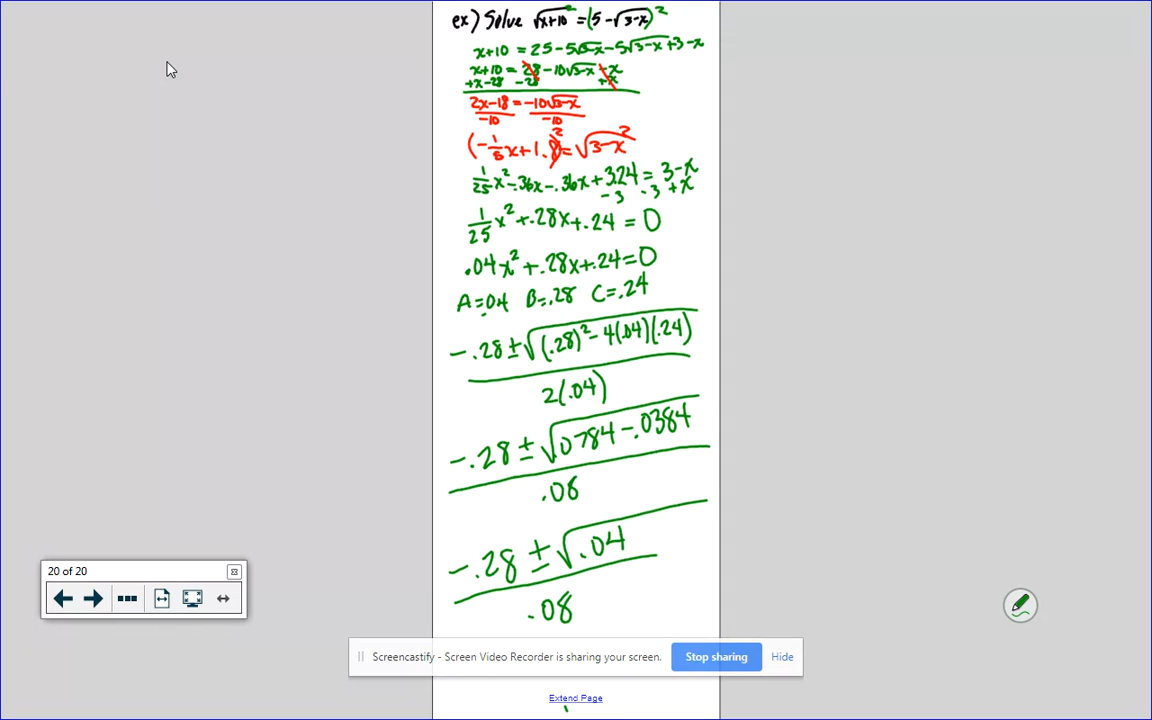 ex) Solve √x+10² = (5-√3-x)²
x+10 = 25-5√3-x-5√3-x+3-x
x+10 = 28-10√3-x-x
+x-28 -28 +x
2x-18 = -10√3-x
-10 -10
(-1/5x+1.8)² = √3-x²
1/25x²-.36x-.36x+3.24 = 3-x
-3 -3 +x
1/25x²+.28x+.24 = 0
.04x²+.28x+.24=0
A=.04 B=.28 C=.24
-.28±√(.28)²-4(.04)(.24)
2(.04)
-.28±√.0784-.0384
.08
-.28±√.04
.08
20 of 20
Screencastify - Screen Video Recorder is sharing your screen. Stop sharing Hide
Extend Page